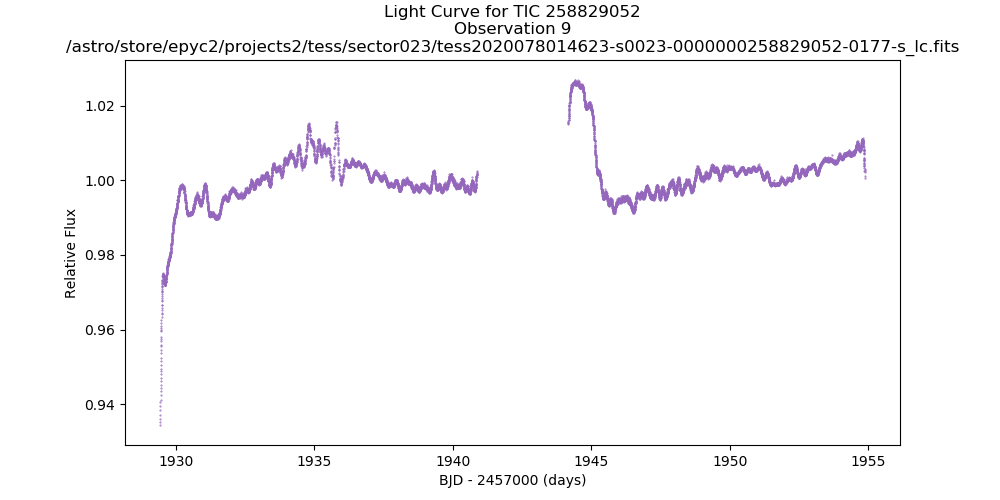 Light Curve for TIC 258829052
Observation 9
/astro/store/epyc2/projects2/tess/sector023/tess2020078014623-s0023-0000000258829052-0177-s_lc.fits
1.02
1.00
0.98
0.96
0.94
Relative Flux
1930
1935
1940
1945
1950
1955
BJD - 2457000 (days)